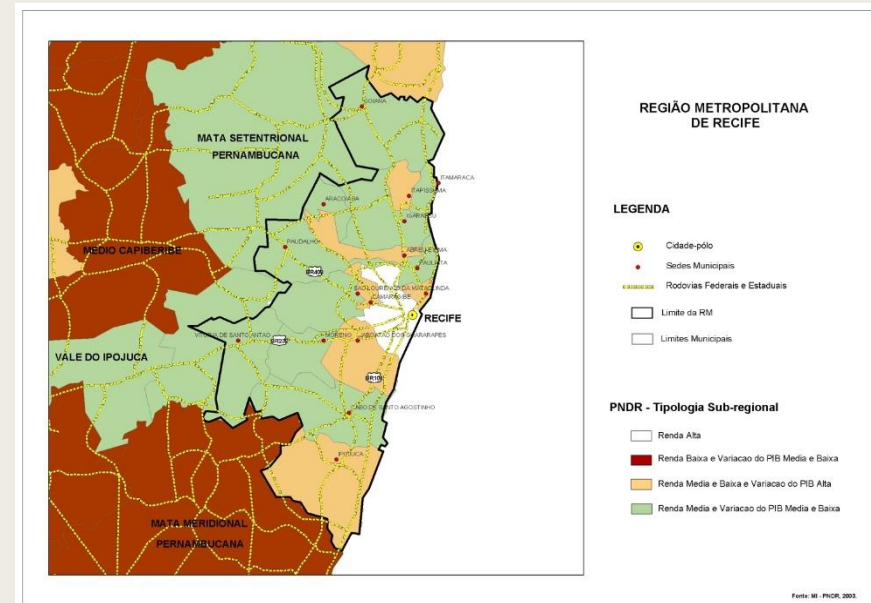 REGIÃO METROPOLITANA
DE RECIFE
GOIANA
MATA SETENTRIONAL
PERNAMBUCANA
ITAMARACA
ITAPISSUMA
ARACOIABA
IGARASSU
MEDIO CAPIBERIBE
PAUDALHO
PAULISTA
BR408
SAO LOURENCO DA MATA
CAMARAGIBE
RECIFE
VITORIA DE SANTO ANTAO
BR232
MORENO
JABOATAO DOS GUARARAPES
VALE DO IPOJUCA
BR101
CABO DE SANTO AGOSTINHO
IPOJUCA
MATA MERIDIONAL
PERNAMBUCANA
LEGENDA
Cidade-pólo
Sedes Municipais
Rodovias Federais e Estaduais
Limite da RM
Limites Municipais
PNDR - Tipologia Sub-regional
Renda Alta
Renda Baixa e Variacao do PIB Media e Baixa
Renda Media e Baixa e Variacao do PIB Alta
Renda Media e Variacao do PIB Media e Baixa
Fonte: MI - PNDR, 2003.